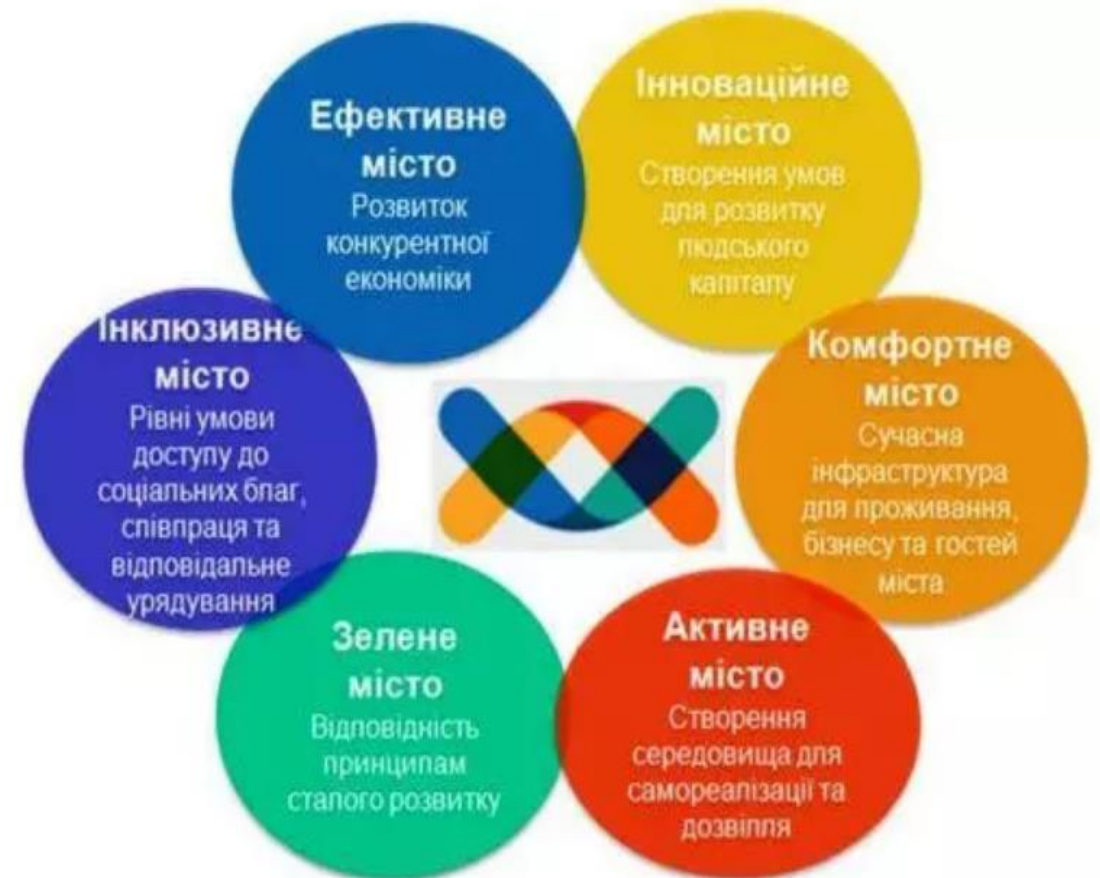 Ефективне
місто
Розвиток
конкурентної
економіки
Інноваційне
місто
Створення умов
для розвитку
людського
капіталу
Інклюзивне
місто
Рівні умови
доступу до
соціальних благ,
співпраця та
відповідальне
урядування
Комфортне
місто
Сучасна
інфраструктура
для проживання,
бізнесу та гостей
міста
Зелене
місто
Відповідність
принципам
сталого розвитку
Активне
місто
Створення
середовища для
самореалізації та
дозвілля